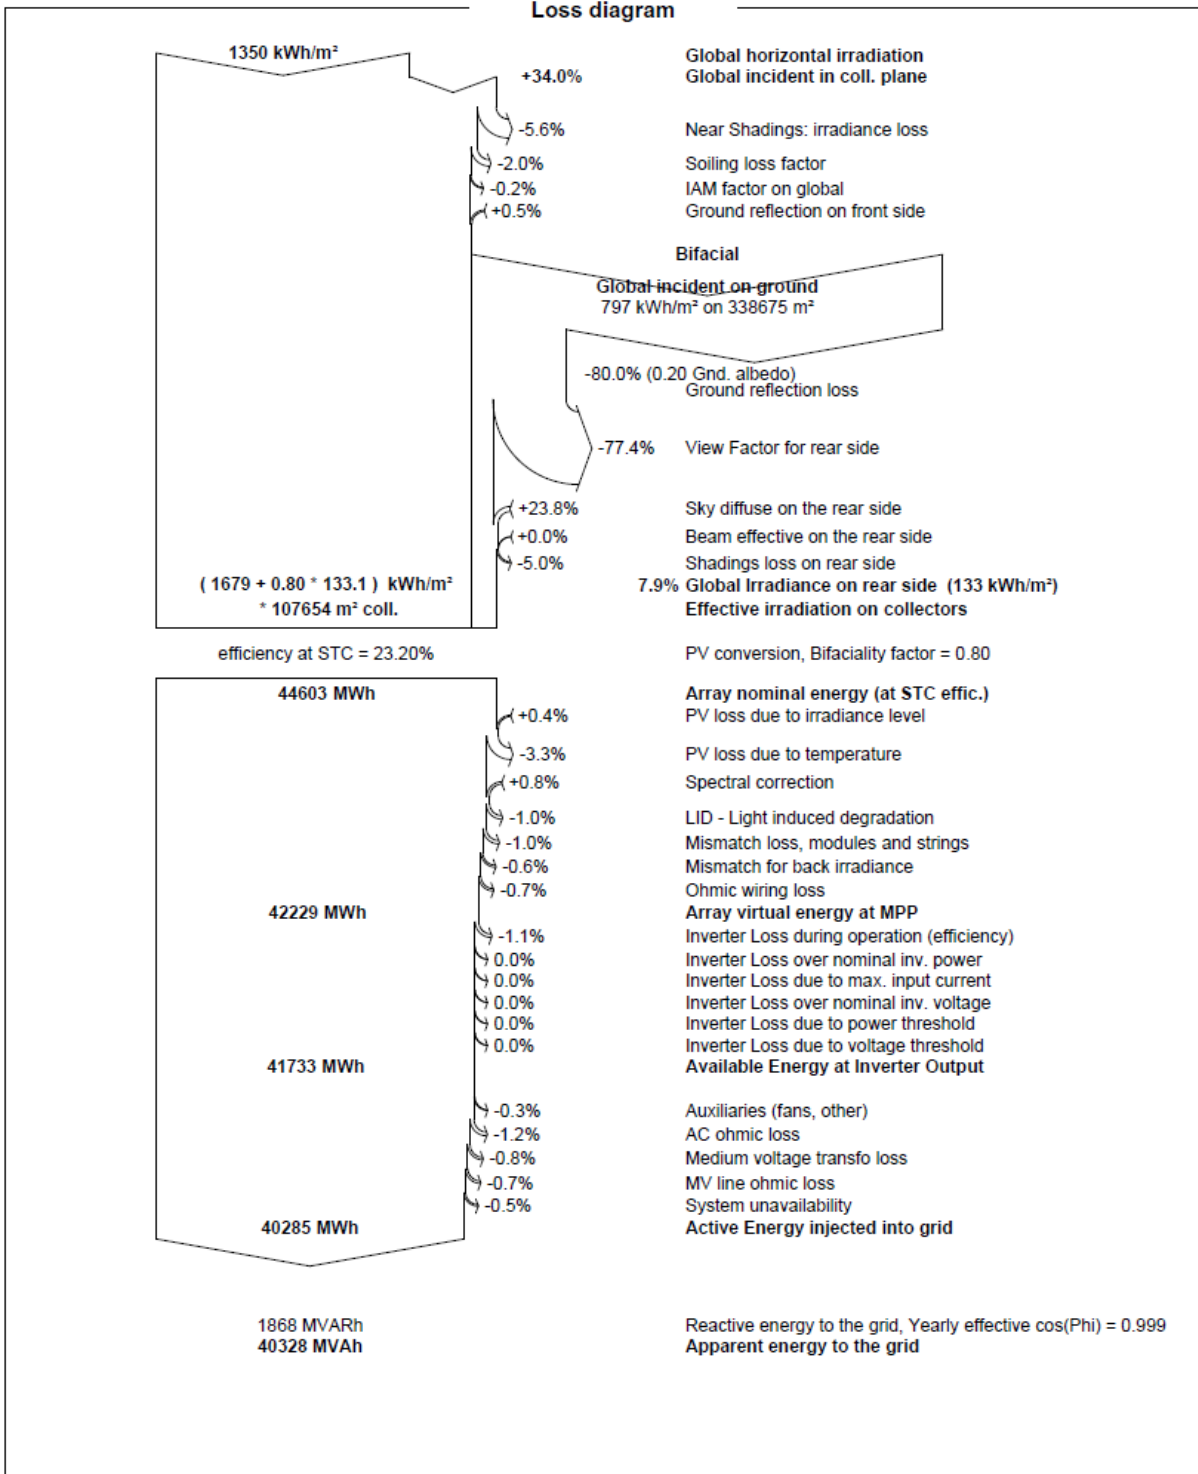 Loss diagram
1350 kWh/m²
Global horizontal irradiation
+34.0% Global incident in coll. plane
-5.6% Near Shadings: irradiance loss
-2.0% Soiling loss factor
-0.2% IAM factor on global
+0.5% Ground reflection on front side
Bifacial
Global incident on ground
797 kWh/m² on 338675 m²
-80.0% (0.20 Gnd. albedo)
Ground reflection loss
-77.4% View Factor for rear side
+23.8% Sky diffuse on the rear side
+0.0% Beam effective on the rear side
-5.0% Shadings loss on rear side
( 1679 + 0.80 * 133.1 ) kWh/m² 7.9% Global Irradiance on rear side (133 kWh/m²)
* 107654 m² coll. Effective irradiation on collectors
efficiency at STC = 23.20% PV conversion, Bifaciality factor = 0.80
44603 MWh Array nominal energy (at STC effic.)
+0.4% PV loss due to irradiance level
-3.3% PV loss due to temperature
+0.8% Spectral correction
-1.0% LID - Light induced degradation
-1.0% Mismatch loss, modules and strings
-0.6% Mismatch for back irradiance
-0.7% Ohmic wiring loss
42229 MWh Array virtual energy at MPP
-1.1% Inverter Loss during operation (efficiency)
0.0% Inverter Loss over nominal inv. power
0.0% Inverter Loss due to max. input current
0.0% Inverter Loss over nominal inv. voltage
0.0% Inverter Loss due to power threshold
0.0% Inverter Loss due to voltage threshold
41733 MWh Available Energy at Inverter Output
-0.3% Auxiliaries (fans, other)
-1.2% AC ohmic loss
-0.8% Medium voltage transfo loss
-0.7% MV line ohmic loss
-0.5% System unavailability
40285 MWh Active Energy injected into grid
1868 MVARh Reactive energy to the grid, Yearly effective cos(Phi) = 0.999
40328 MVAh Apparent energy to the grid